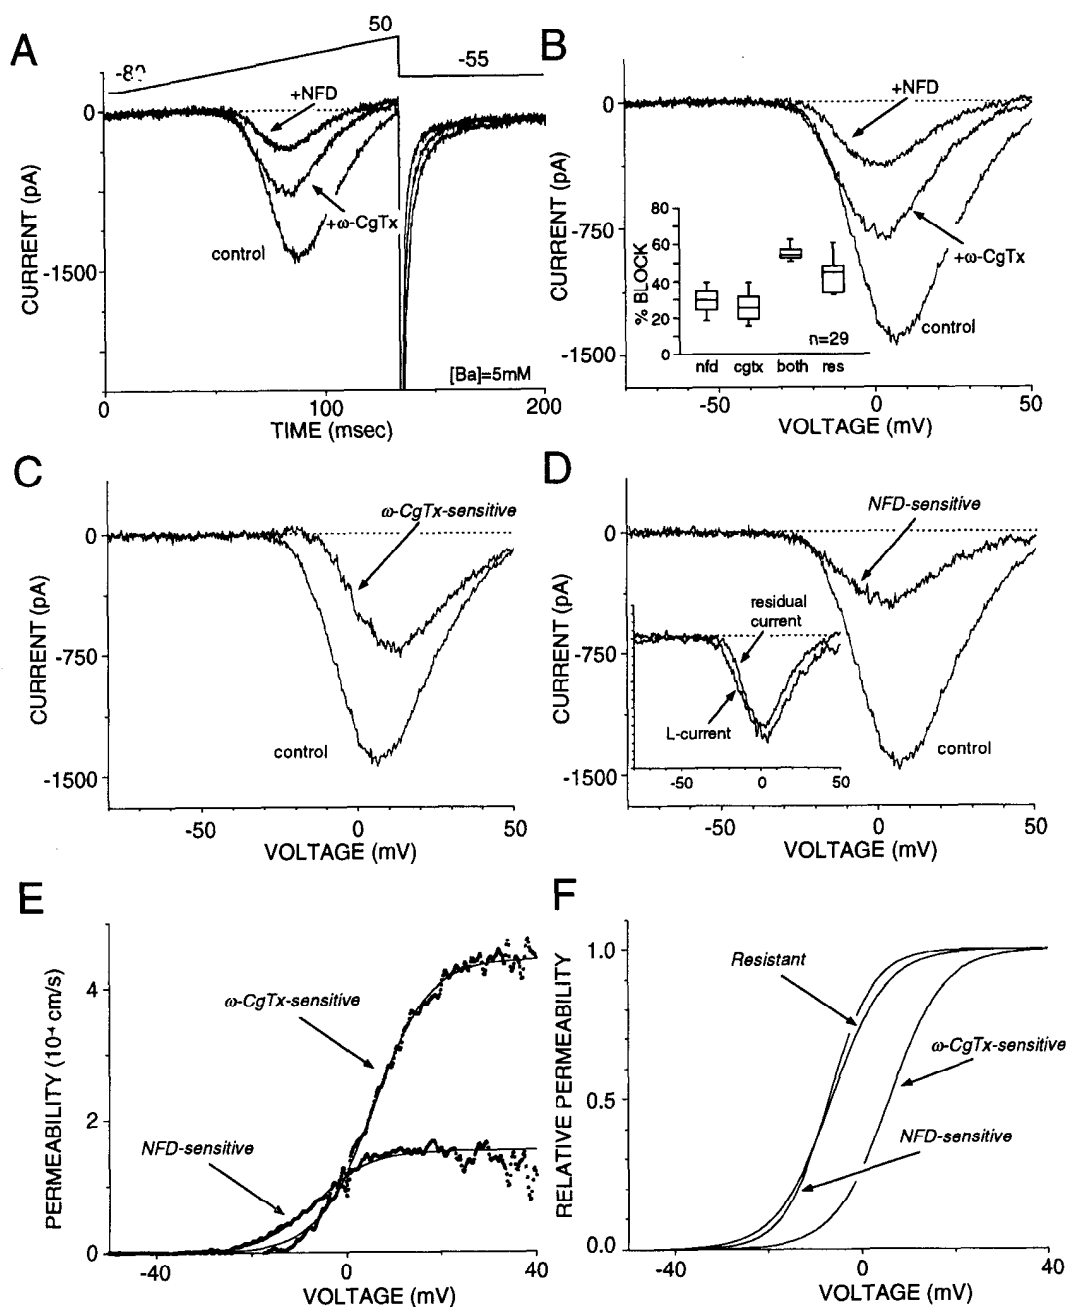 A
50
-80
-55
+NFD
0
+ω-CgTx
control
-1500
[Ba]=5mM
CURRENT (pA)
0
100
200
TIME (msec)
B
+NFD
0
-750
-1500
CURRENT (pA)
+ω-CgTx
control
80
60
40
20
0
% BLOCK
n=29
nfd
cgtx
both
res
-50
0
50
VOLTAGE (mV)
C
ω-CgTx-sensitive
0
-750
-1500
CURRENT (pA)
control
-50
0
50
VOLTAGE (mV)
D
NFD-sensitive
0
-750
-1500
CURRENT (pA)
residual
current
L-current
-50
0
50
control
-50
0
50
VOLTAGE (mV)
E
ω-CgTx-sensitive
NFD-sensitive
4
2
0
PERMEABILITY (10⁻⁴ cm/s)
-40
0
40
VOLTAGE (mV)
F
1.0
0.5
0.0
RELATIVE PERMEABILITY
Resistant
ω-CgTx-sensitive
NFD-sensitive
-40
0
40
VOLTAGE (mV)